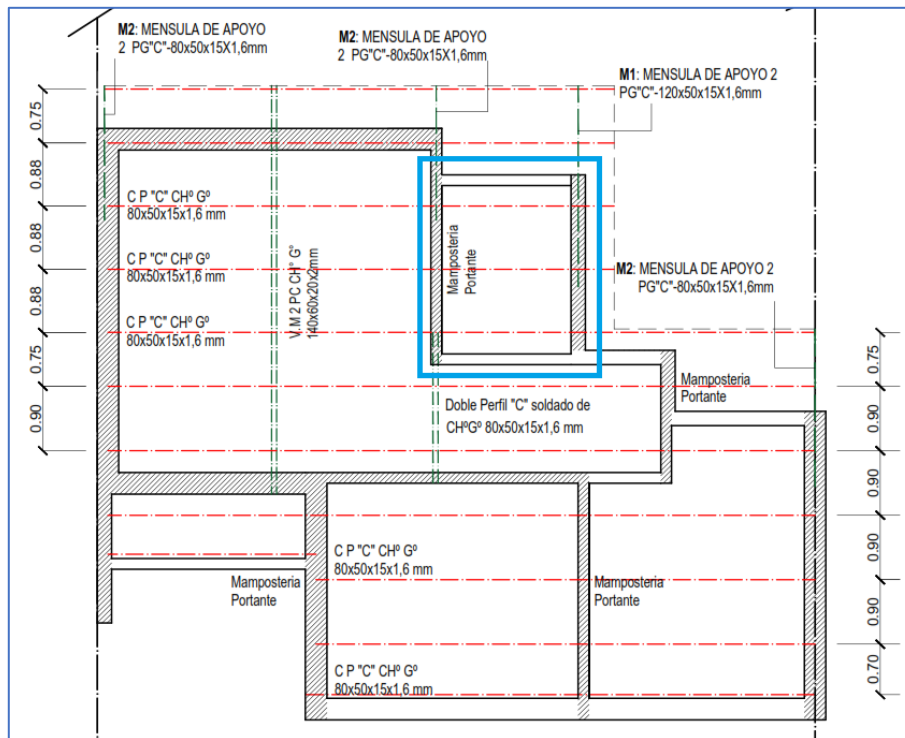 M2: MENSULA DE APOYO
2 PG"C"-80x50x15X1,6mm
M2: MENSULA DE APOYO
2 PG"C"-80x50x15X1,6mm
M1: MENSULA DE APOYO 2
PG"C"-120x50x15X1,6mm
0.75
0.88
0.88
0.88
0.75
0.90
C P "C" CHº Gº
80x50x15x1,6 mm
C P "C" CHº Gº
80x50x15x1,6 mm
C P "C" CHº Gº
80x50x15x1,6 mm
V.M 2 PC CH° G°
140x60x20x2mm
Mamposteria
Portante
M2: MENSULA DE APOYO 2
PG"C"-80x50x15X1,6mm
Mamposteria
Portante
Doble Perfil "C" soldado de
CHºGº 80x50x15x1,6 mm
0.75
0.90
0.90
0.90
0.90
0.70
C P "C" CHº Gº
80x50x15x1,6 mm
Mamposteria
Portante
Mamposteria
Portante
C P "C" CHº Gº
80x50x15x1,6 mm